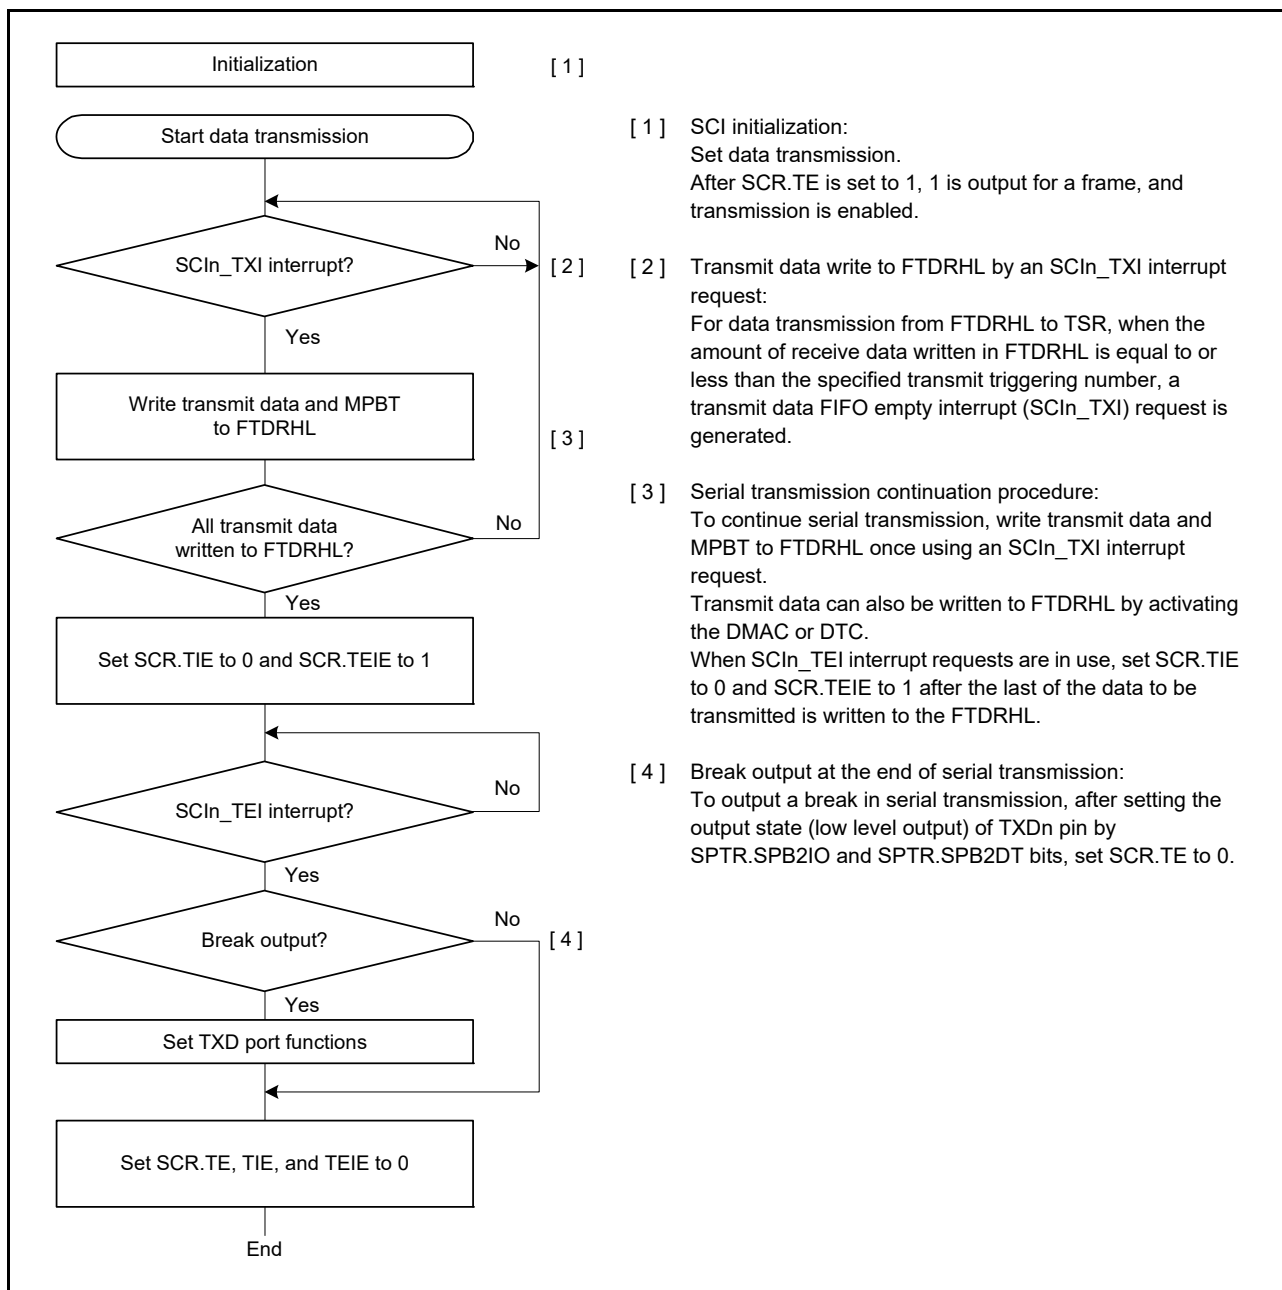 Initialization
[ 1 ]
Start data transmission
SCIn_TXI interrupt?
No
[ 2 ]
Yes
Write transmit data and MPBT
to FTDRHL
[ 3 ]
All transmit data
written to FTDRHL?
No
Yes
Set SCR.TIE to 0 and SCR.TEIE to 1
SCIn_TEI interrupt?
No
Yes
Break output?
No
[ 4 ]
Yes
Set TXD port functions
Set SCR.TE, TIE, and TEIE to 0
End
[ 1 ] SCI initialization:
Set data transmission.
After SCR.TE is set to 1, 1 is output for a frame, and
transmission is enabled.
[ 2 ] Transmit data write to FTDRHL by an SCIn_TXI interrupt
request:
For data transmission from FTDRHL to TSR, when the
amount of receive data written in FTDRHL is equal to or
less than the specified transmit triggering number, a
transmit data FIFO empty interrupt (SCIn_TXI) request is
generated.
[ 3 ] Serial transmission continuation procedure:
To continue serial transmission, write transmit data and
MPBT to FTDRHL once using an SCIn_TXI interrupt
request.
Transmit data can also be written to FTDRHL by activating
the DMAC or DTC.
When SCIn_TEI interrupt requests are in use, set SCR.TIE
to 0 and SCR.TEIE to 1 after the last of the data to be
transmitted is written to the FTDRHL.
[ 4 ] Break output at the end of serial transmission:
To output a break in serial transmission, after setting the
output state (low level output) of TXDn pin by
SPTR.SPB2IO and SPTR.SPB2DT bits, set SCR.TE to 0.